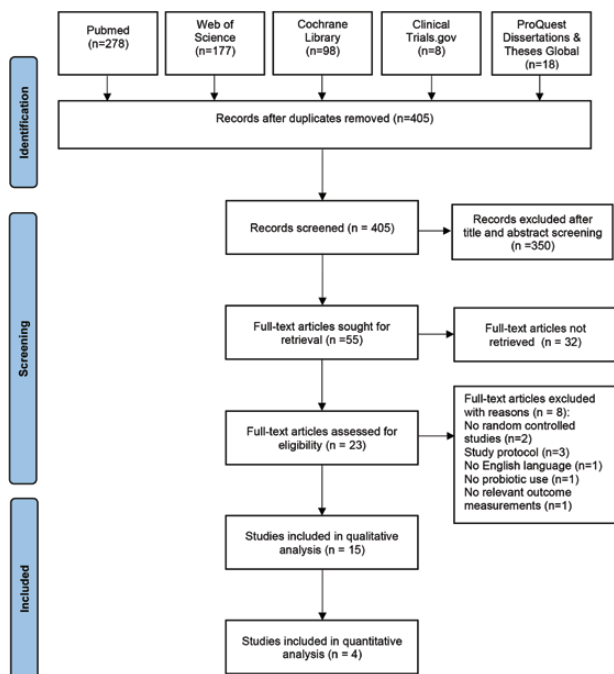 Pubmed
(n=278)
Web of
Science
(n=177)
Cochrane
Library
(n=98)
Clinical
Trials.gov
(n=8)
ProQuest
Dissertations &
Theses Global
(n=18)
Identification
Records after duplicates removed (n=405)
Screening
Records screened (n = 405)
Records excluded after
title and abstract screening
(n =350)
Full-text articles sought for
retrieval (n =55)
Full-text articles not
retrieved (n = 32)
Full-text articles assessed for
eligibility (n = 23)
Full-text articles excluded
with reasons (n = 8):
No random controlled
studies (n=2)
Study protocol (n=3)
No English language (n=1)
No probiotic use (n=1)
No relevant outcome
measurements (n=1)
Included
Studies included in qualitative
analysis (n = 15)
Studies included in quantitative
analysis (n = 4)